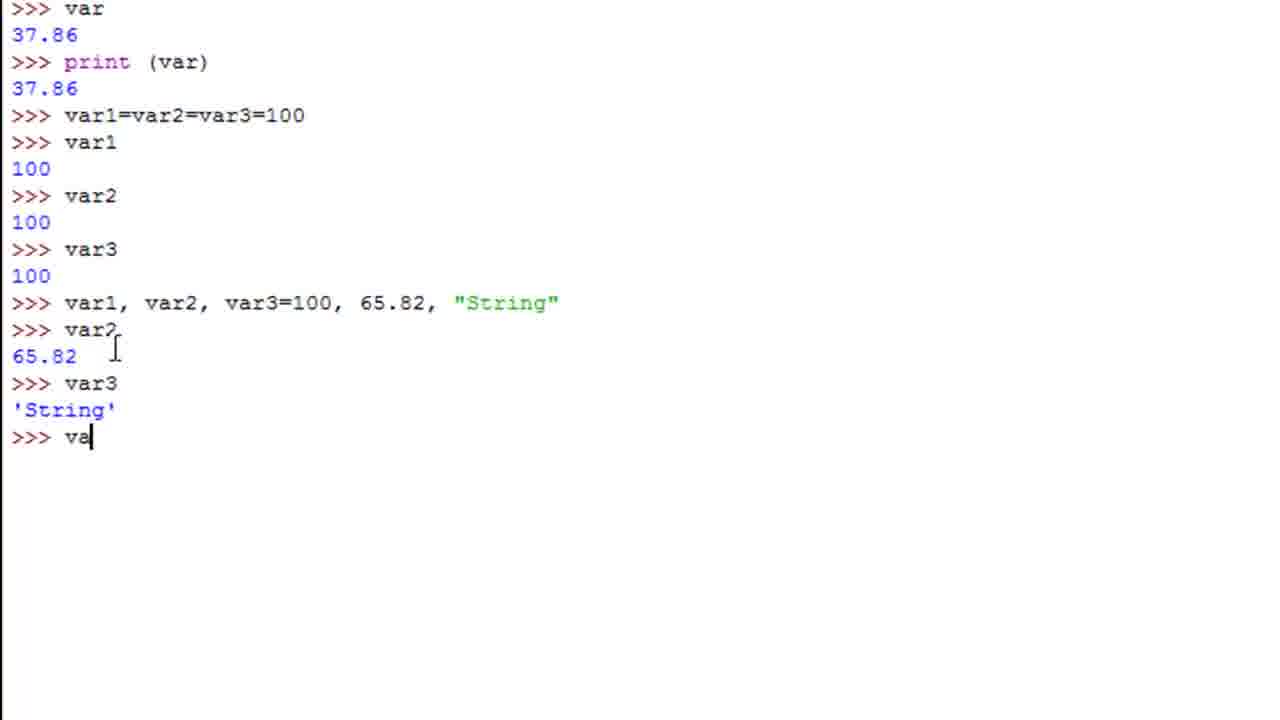 >>> var
37.86
>>> print (var)
37.86
>>> var1=var2=var3=100
>>> var1
100
>>> var2
100
>>> var3
100
>>> var1, var2, var3=100, 65.82, "String"
>>> var2
65.82
>>> var3
'String'
>>> va